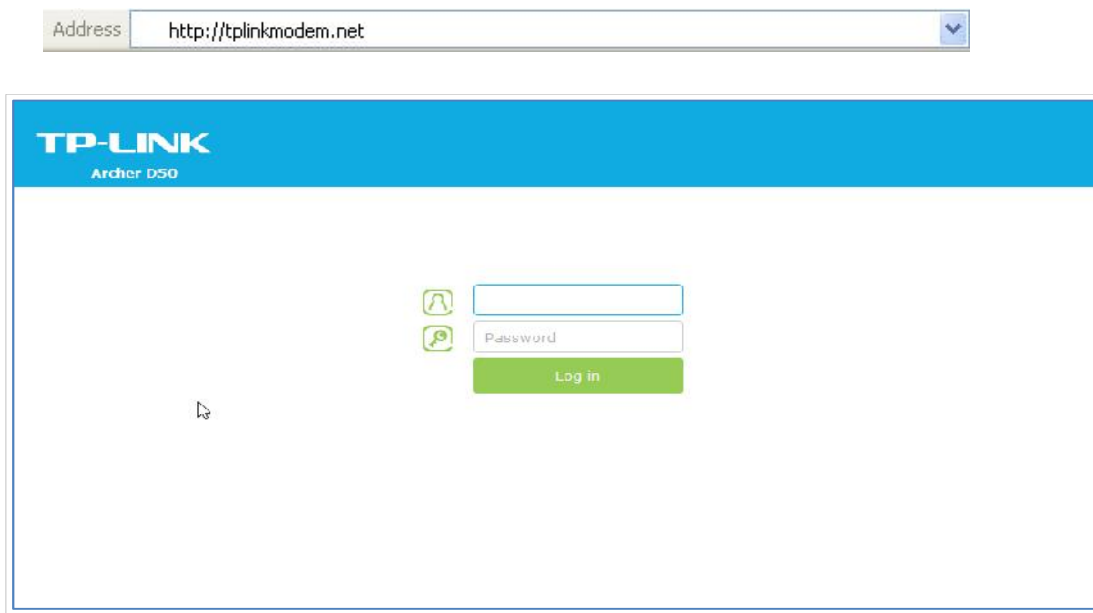 Address http://tplinkmodem.net
TP-LINK
Archer D50
Password
Log in